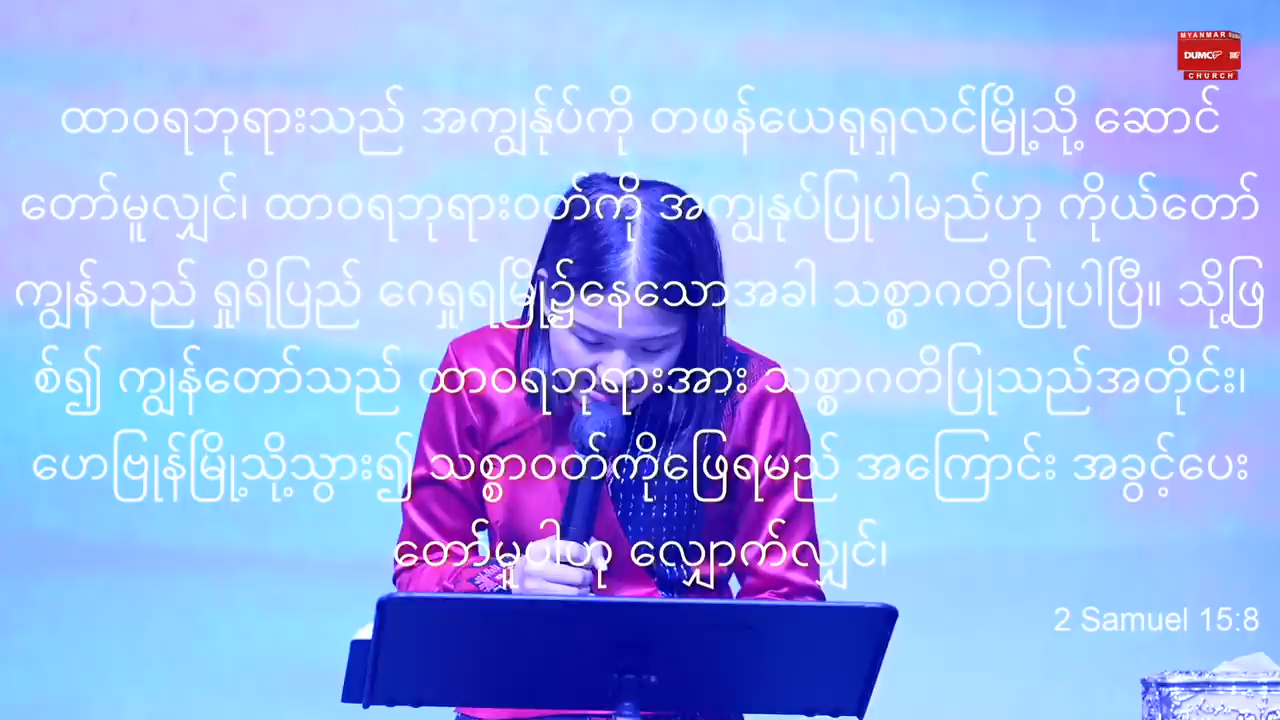 MYANMAR
DUMC
CHURCH
ထာဝရဘုရားသည် အကျွန်ုပ်ကို တဖန်ယေရုရှလင်မြို့သို့ ဆောင်
တော်မူလျှင်၊ ထာဝရဘုရားဝတ်ကို အကျွနုပ်ပြုပါမည်ဟု ကိုယ်တော်
ကျွန်သည် ရှုရိပြည် ဂေရှုရမြို့၌နေသောအခါ သစ္စာဂတိပြုပါပြီ။ သို့ဖြ
စ်၍ ကျွန်တော်သည် ထာဝရဘုရားအား သစ္စာဂတိပြုသည်အတိုင်း၊
ဟေဗြုန်မြို့သို့သွား၍ သစ္စာဝတ်ကိုဖြေရမည် အကြောင်း အခွင့်ပေး
တော်မူပါဟု လျှောက်လျှင်၊
2 Samuel 15:8